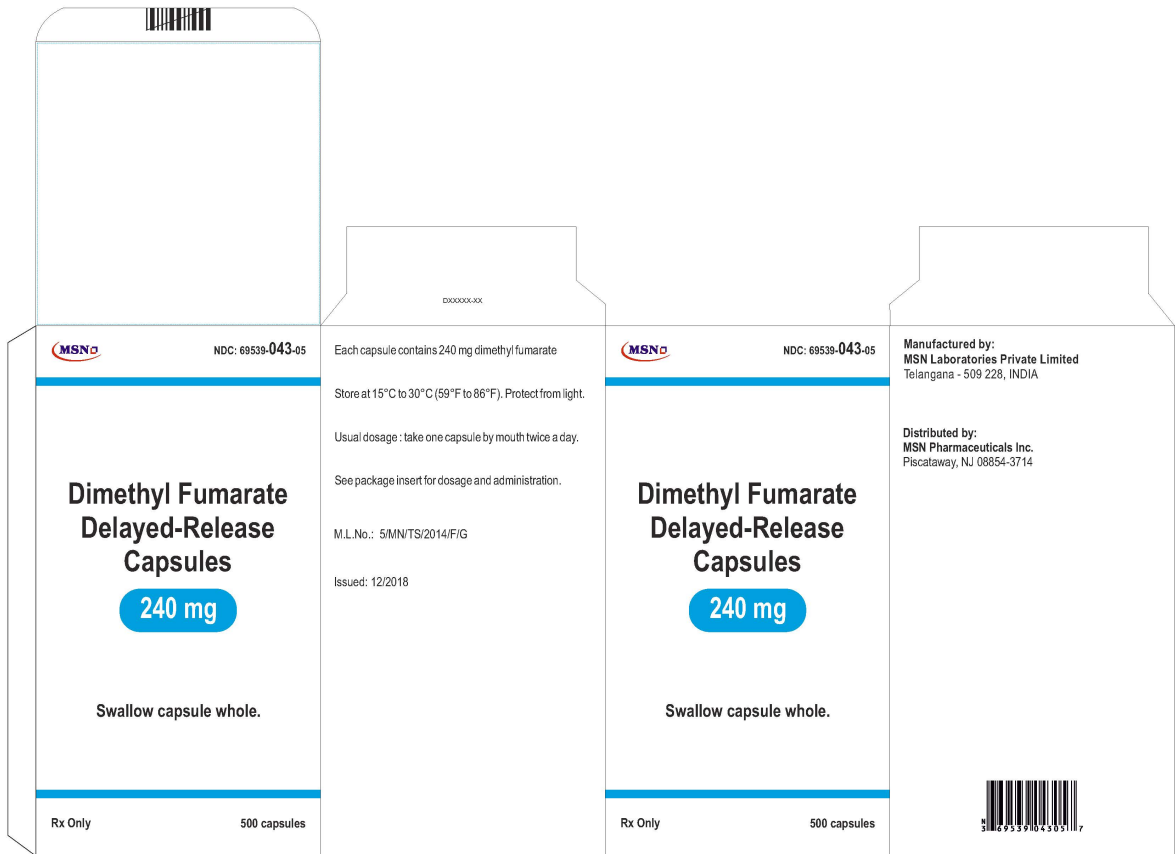 DXXXXX-XX
MSN
NDC: 69539-043-05
Dimethyl Fumarate
Delayed-Release
Capsules
240 mg
Swallow capsule whole.
Rx Only
500 capsules
Each capsule contains 240 mg dimethyl fumarate
Store at 15°C to 30°C (59°F to 86°F). Protect from light.
Usual dosage : take one capsule by mouth twice a day.
See package insert for dosage and administration.
M.L.No.: 5/MN/TS/2014/F/G
Issued: 12/2018
MSN
NDC: 69539-043-05
Dimethyl Fumarate
Delayed-Release
Capsules
240 mg
Swallow capsule whole.
Rx Only
500 capsules
Manufactured by:
MSN Laboratories Private Limited
Telangana - 509 228, INDIA
Distributed by:
MSN Pharmaceuticals Inc.
Piscataway, NJ 08854-3714
N
3 69539 04305 7